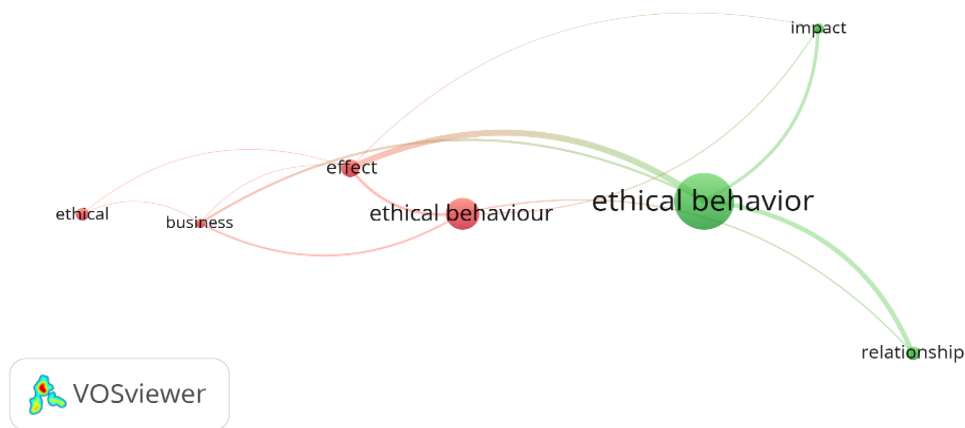 impact
effect
ethical behavior
ethical
ethical behaviour
business
relationship
VOSviewer